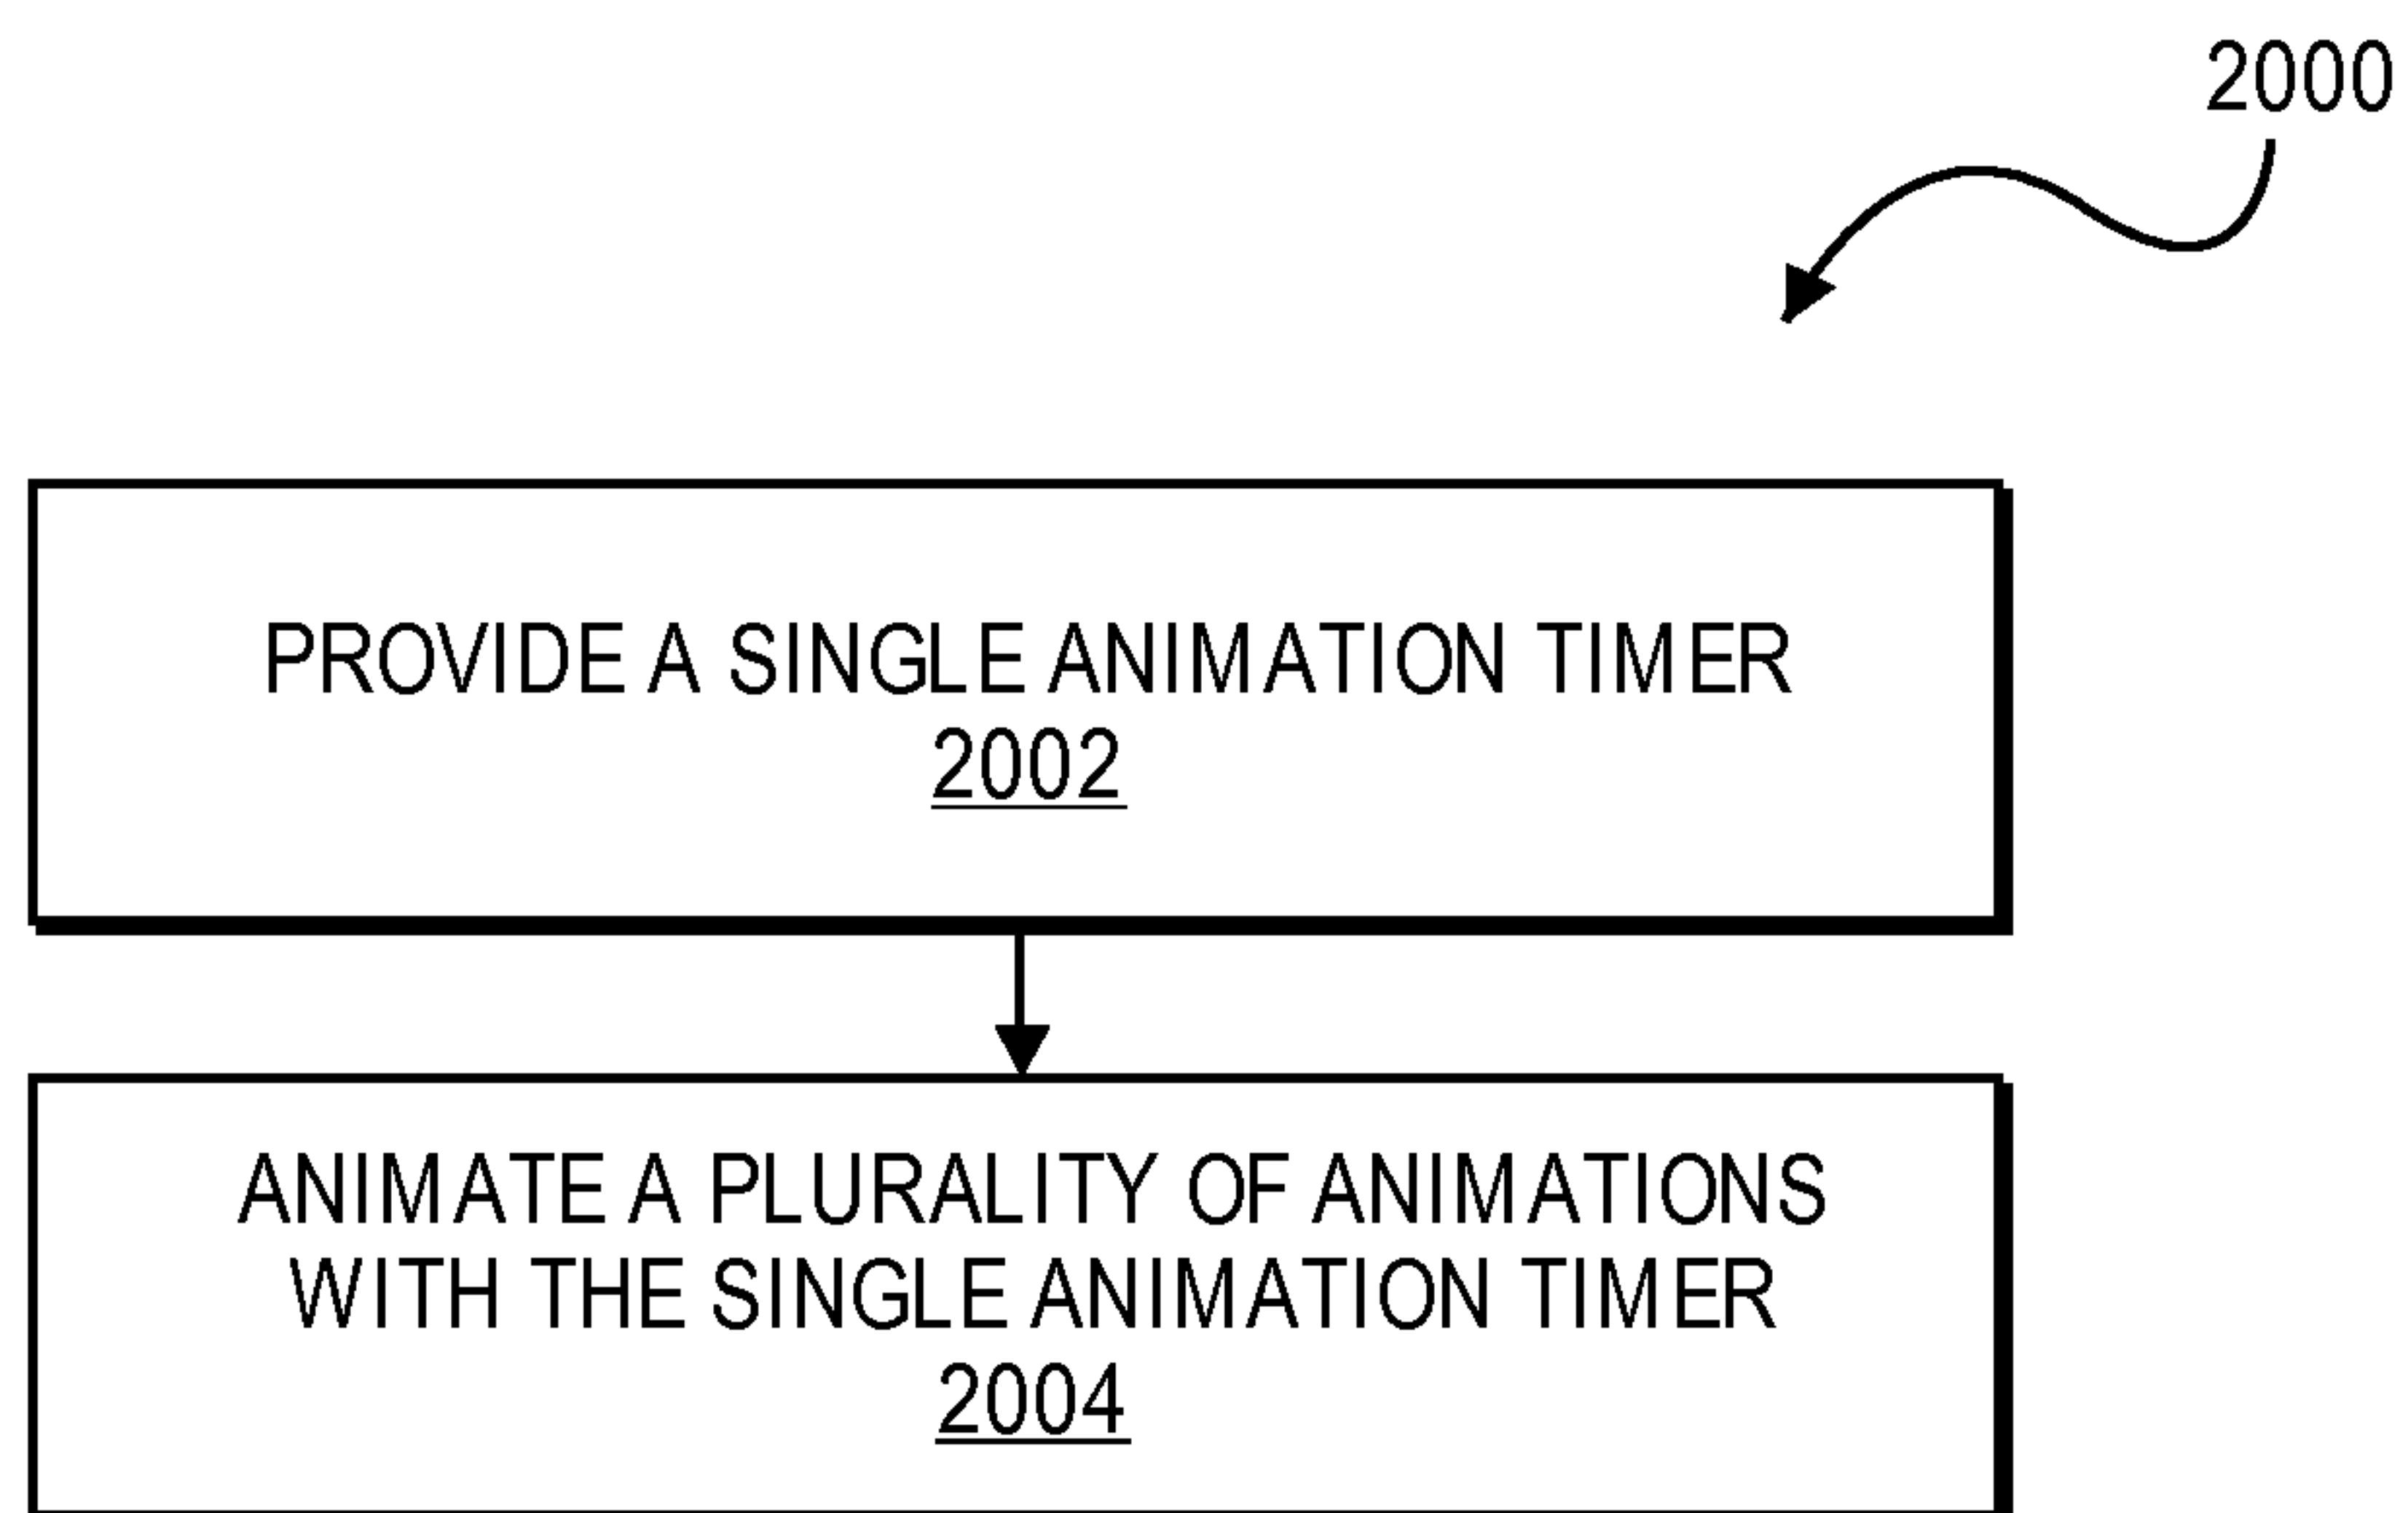 2000
PROVIDE A SINGLE ANIMATION TIMER
2002
ANIMATE A PLURALITY OF ANIMATIONS
WITH THE SINGLE ANIMATION TIMER
2004